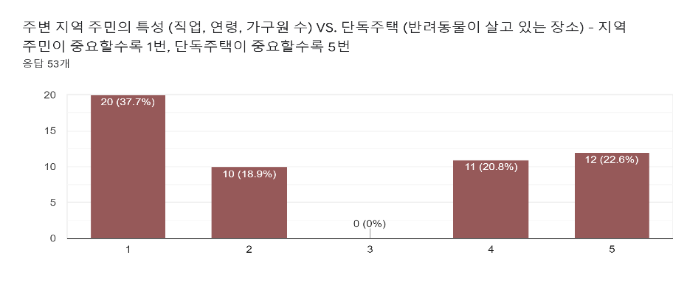 주변 지역 주민의 특성 (직업, 연령, 가구원 수) VS. 단독주택 (반려동물이 살고 있는 장소) - 지역
주민이 중요할수록 1번, 단독주택이 중요할수록 5번
응답 53개
20
20 (37.7%)
15
10
10 (18.9%)
11 (20.8%)
12 (22.6%)
5
0 (0%)
0
1 2 3 4 5